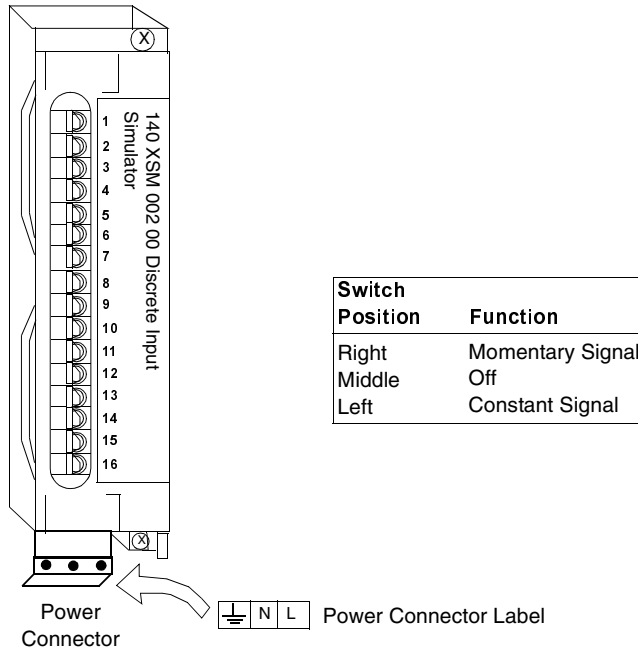 X
1
2
3
4
5
6
7
8
9
10
11
12
13
14
15
16
140 XSM 002 00 Discrete Input
Simulator
X
Switch
Position Function
Right Momentary Signal
Middle Off
Left Constant Signal
Power
Connector
N L Power Connector Label